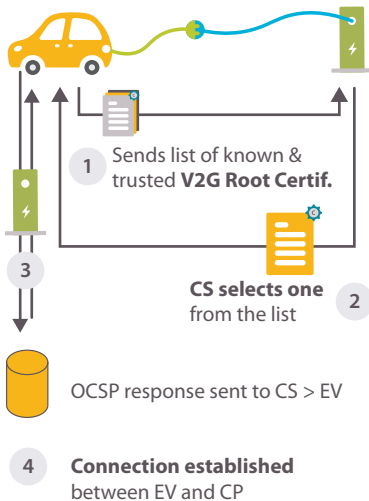 1
Sends list of known &
trusted V2G Root Certif.
CS selects one
from the list
2
3
OCSP response sent to CS > EV
4
Connection established
between EV and CP